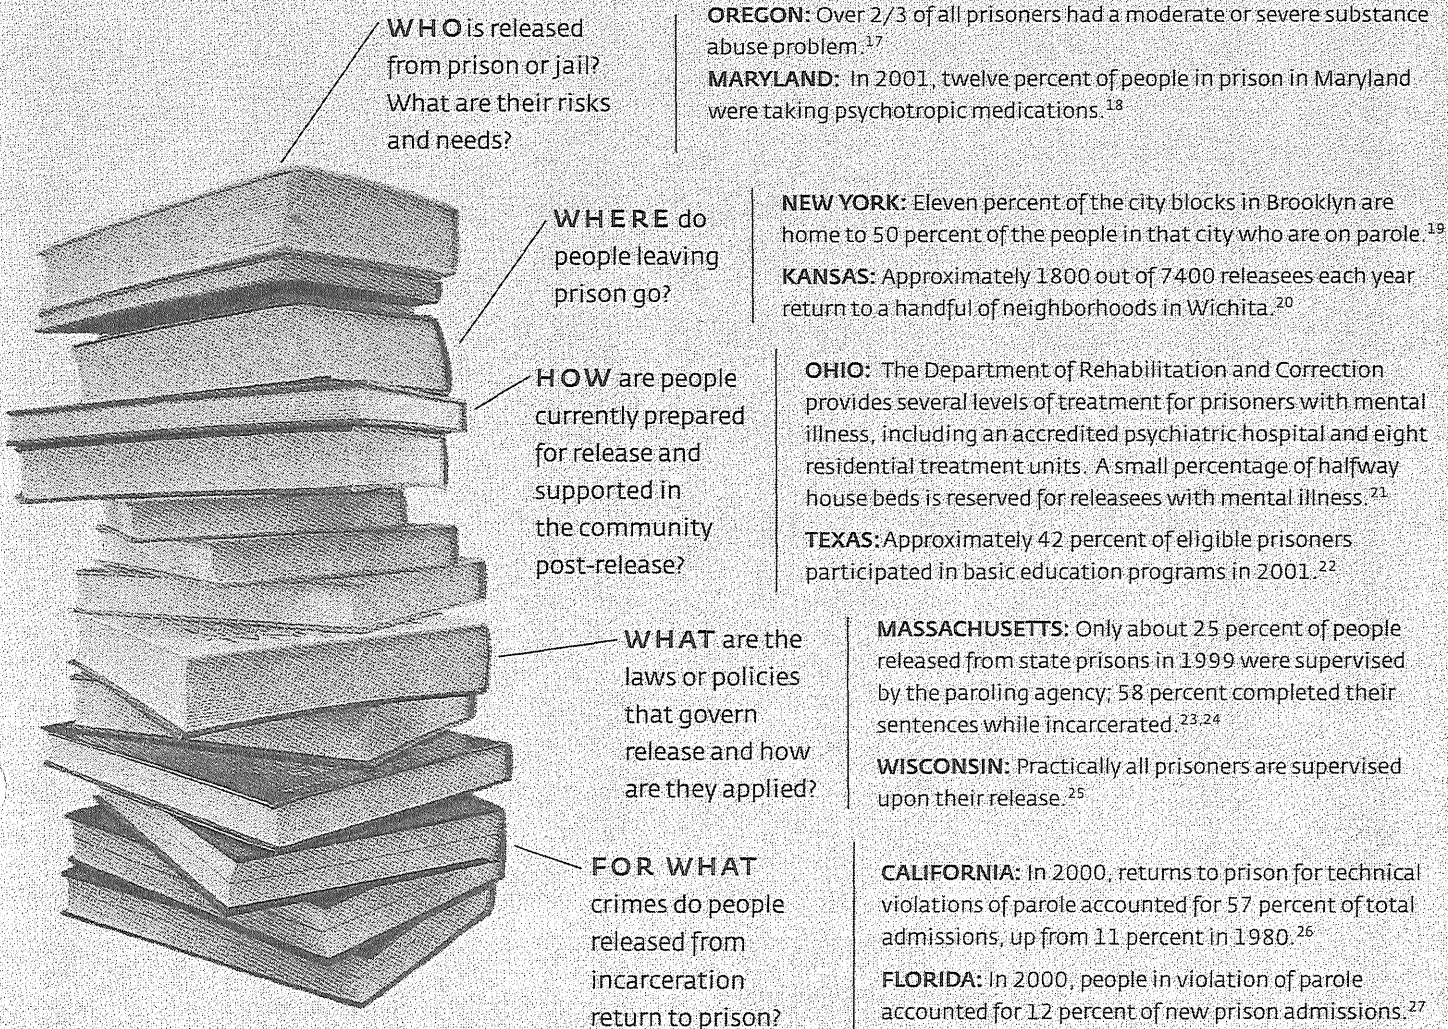 WHO is released
from prison or jail?
What are their risks
and needs?
OREGON: Over 2/3 of all prisoners had a moderate or severe substance
abuse problem.17
MARYLAND: In 2001, twelve percent of people in prison in Maryland
were taking psychotropic medications.18
WHERE do
people leaving
prison go?
NEW YORK: Eleven percent of the city blocks in Brooklyn are
home to 50 percent of the people in that city who are on parole.19
KANSAS: Approximately 1800 out of 7400 releasees each year
return to a handful of neighborhoods in Wichita.20
HOW are people
currently prepared
for release and
supported in
the community
post-release?
OHIO: The Department of Rehabilitation and Correction
provides several levels of treatment for prisoners with mental
illness, including an accredited psychiatric hospital and eight
residential treatment units. A small percentage of halfway
house beds is reserved for releasees with mental illness.21
TEXAS: Approximately 42 percent of eligible prisoners
participated in basic education programs in 2001.22
WHAT are the
laws or policies
that govern
release and how
are they applied?
MASSACHUSETTS: Only about 25 percent of people
released from state prisons in 1999 were supervised
by the paroling agency; 58 percent completed their
sentences while incarcerated.23,24
WISCONSIN: Practically all prisoners are supervised
upon their release.25
FOR WHAT
crimes do people
released from
incarceration
return to prison?
CALIFORNIA: In 2000, returns to prison for technical
violations of parole accounted for 57 percent of total
admissions, up from 11 percent in 1980.26
FLORIDA: In 2000, people in violation of parole
accounted for 12 percent of new prison admissions.27